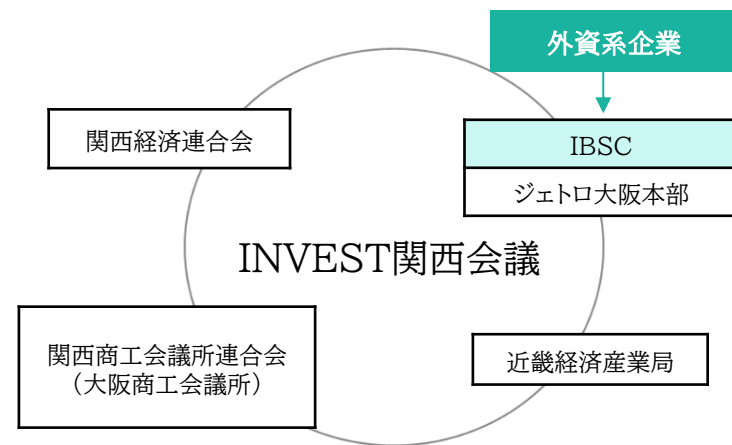 外資系企業
関西経済連合会
IBSC
ジェトロ大阪本部
INVEST関西会議
関西商工会議所連合会
（大阪商工会議所）
近畿経済産業局